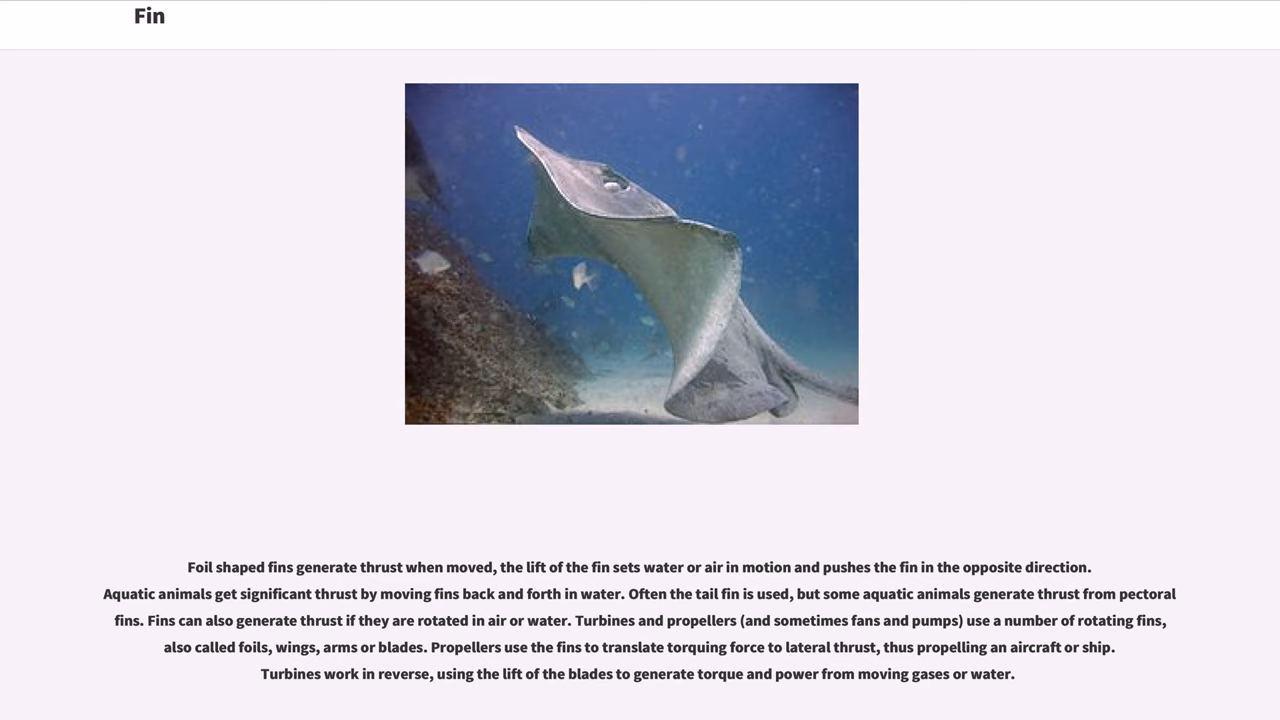 Fin
Foil shaped fins generate thrust when moved, the lift of the fin sets water or air in motion and pushes the fin in the opposite direction.
Aquatic animals get significant thrust by moving fins back and forth in water. Often the tail fin is used, but some aquatic animals generate thrust from pectoral
fins. Fins can also generate thrust if they are rotated in air or water. Turbines and propellers (and sometimes fans and pumps) use a number of rotating fins,
also called foils, wings, arms or blades. Propellers use the fins to translate torquing force to lateral thrust, thus propelling an aircraft or ship.
Turbines work in reverse, using the lift of the blades to generate torque and power from moving gases or water.